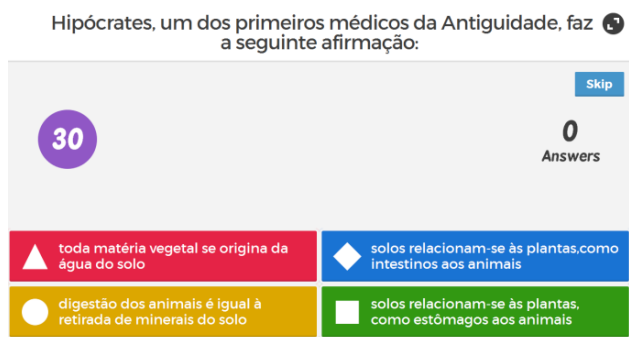 Hipócrates, um dos primeiros médicos da Antiguidade, faz
a seguinte afirmação:
Skip
30
0
Answers
toda matéria vegetal se origina da
água do solo
solos relacionam-se às plantas,como
intestinos aos animais
digestão dos animais é igual à
retirada de minerais do solo
solos relacionam-se às plantas,
como estômagos aos animais